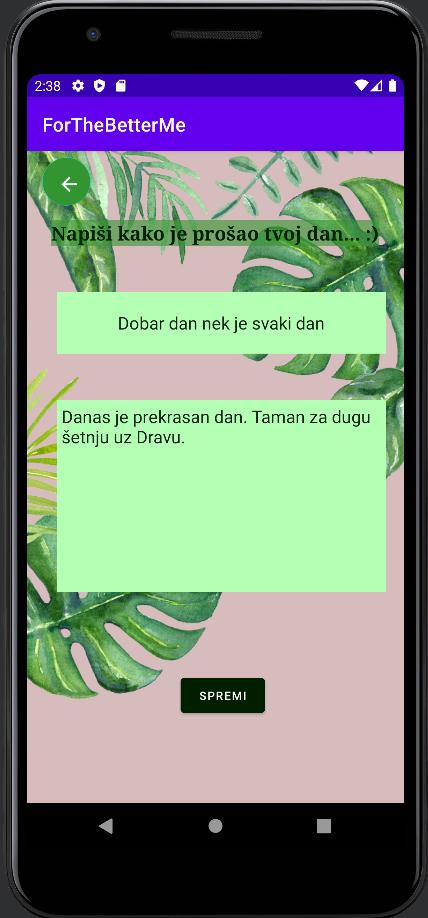 2:38
ForTheBetterMe
Napiši kako je prošao tvoj dan... :)
Dobar dan nek je svaki dan
Danas je prekrasan dan. Taman za dugu
šetnju uz Dravu.
SPREMI